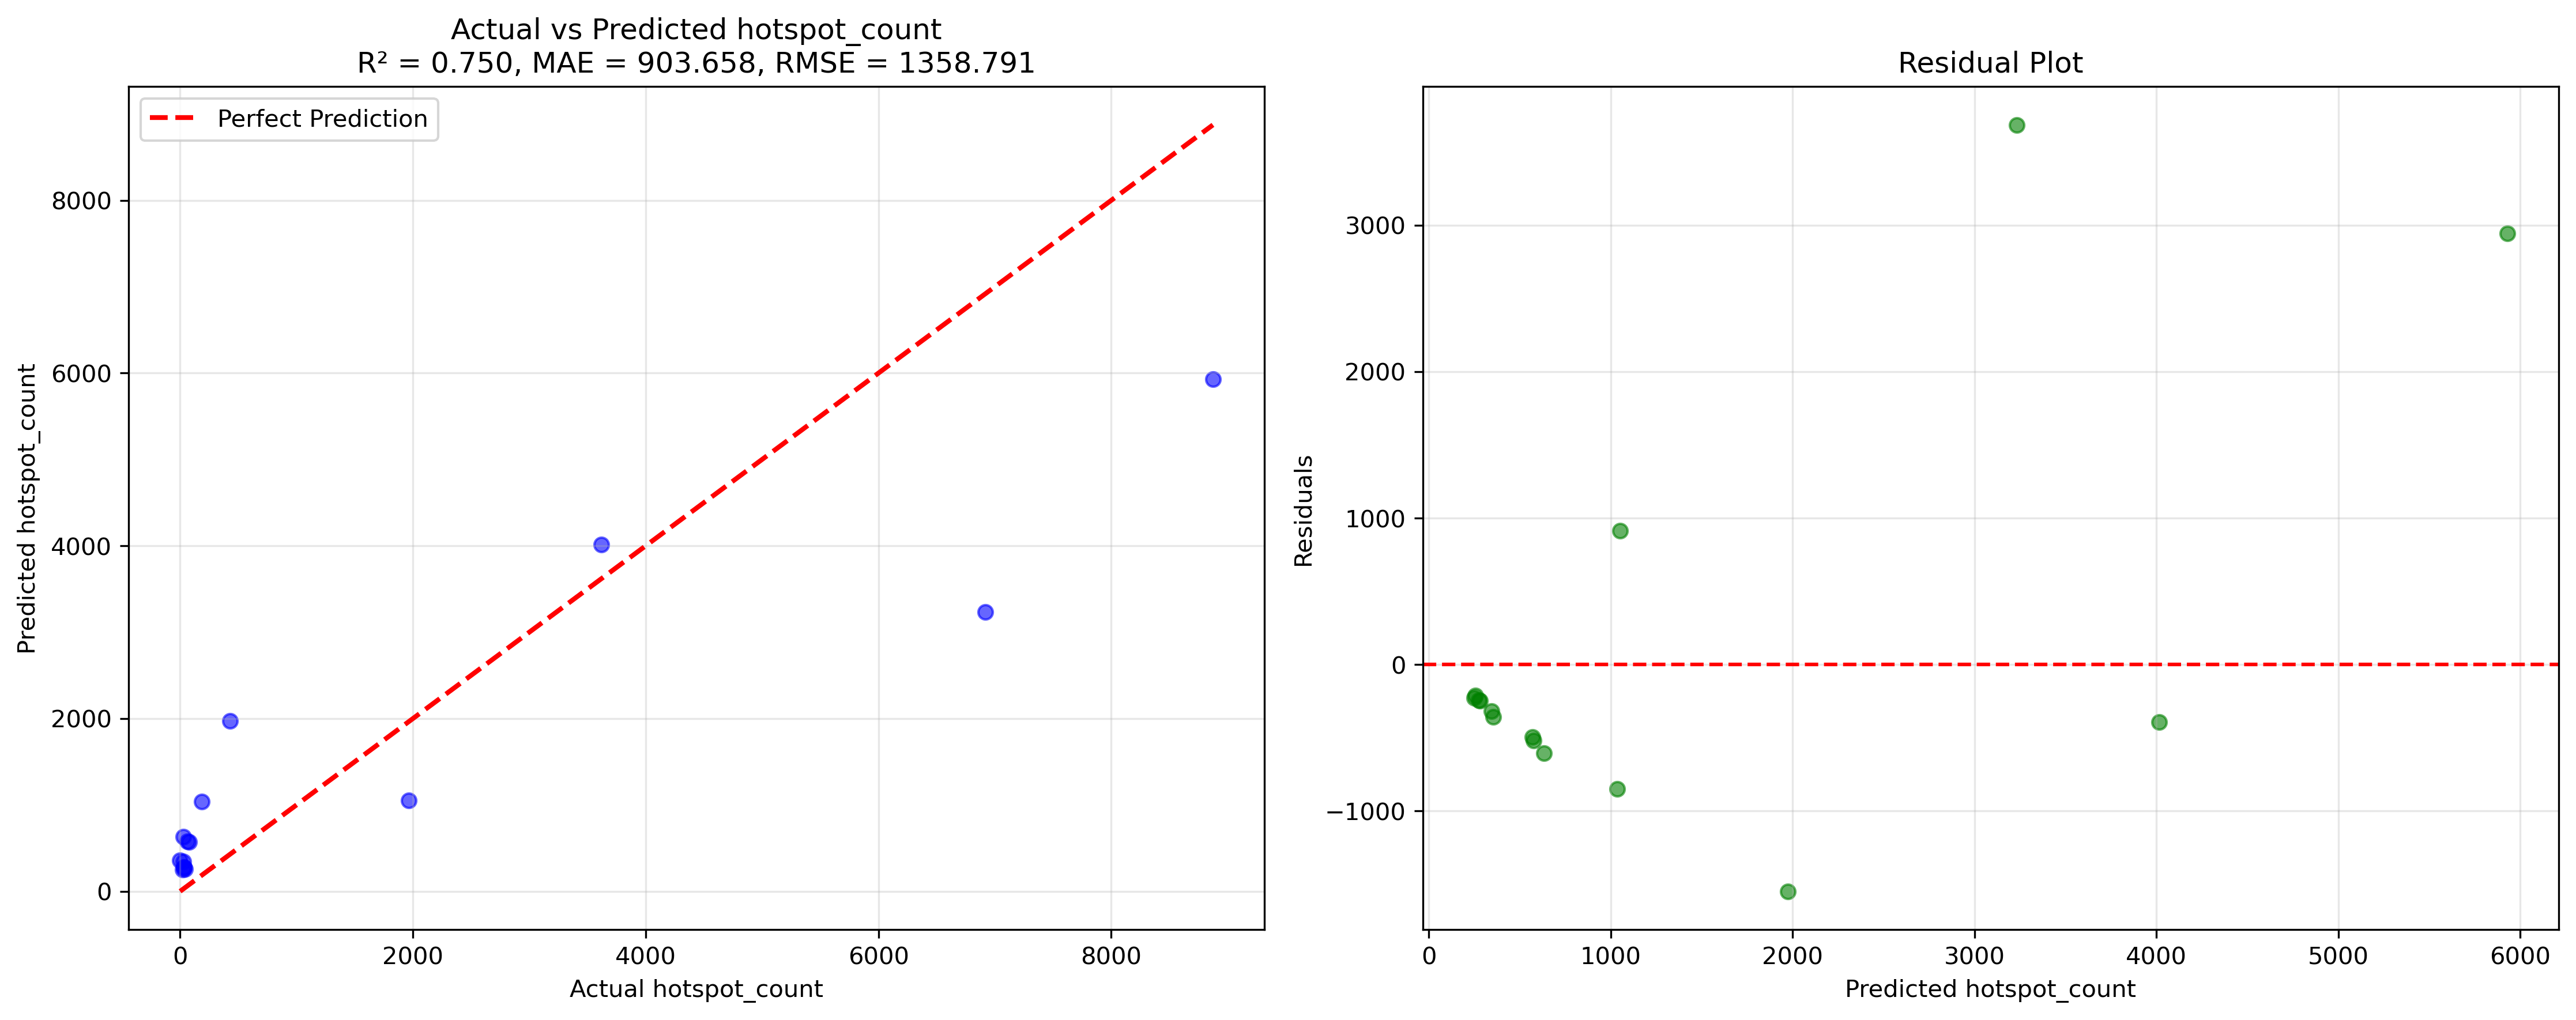 Actual vs Predicted hotspot_count
R² = 0.750, MAE = 903.658, RMSE = 1358.791
Perfect Prediction
8000
6000
4000
2000
0
Predicted hotspot_count
0 2000 4000 6000 8000
Actual hotspot_count
Residual Plot
3000
2000
1000
0
−1000
Residuals
0 1000 2000 3000 4000 5000 6000
Predicted hotspot_count